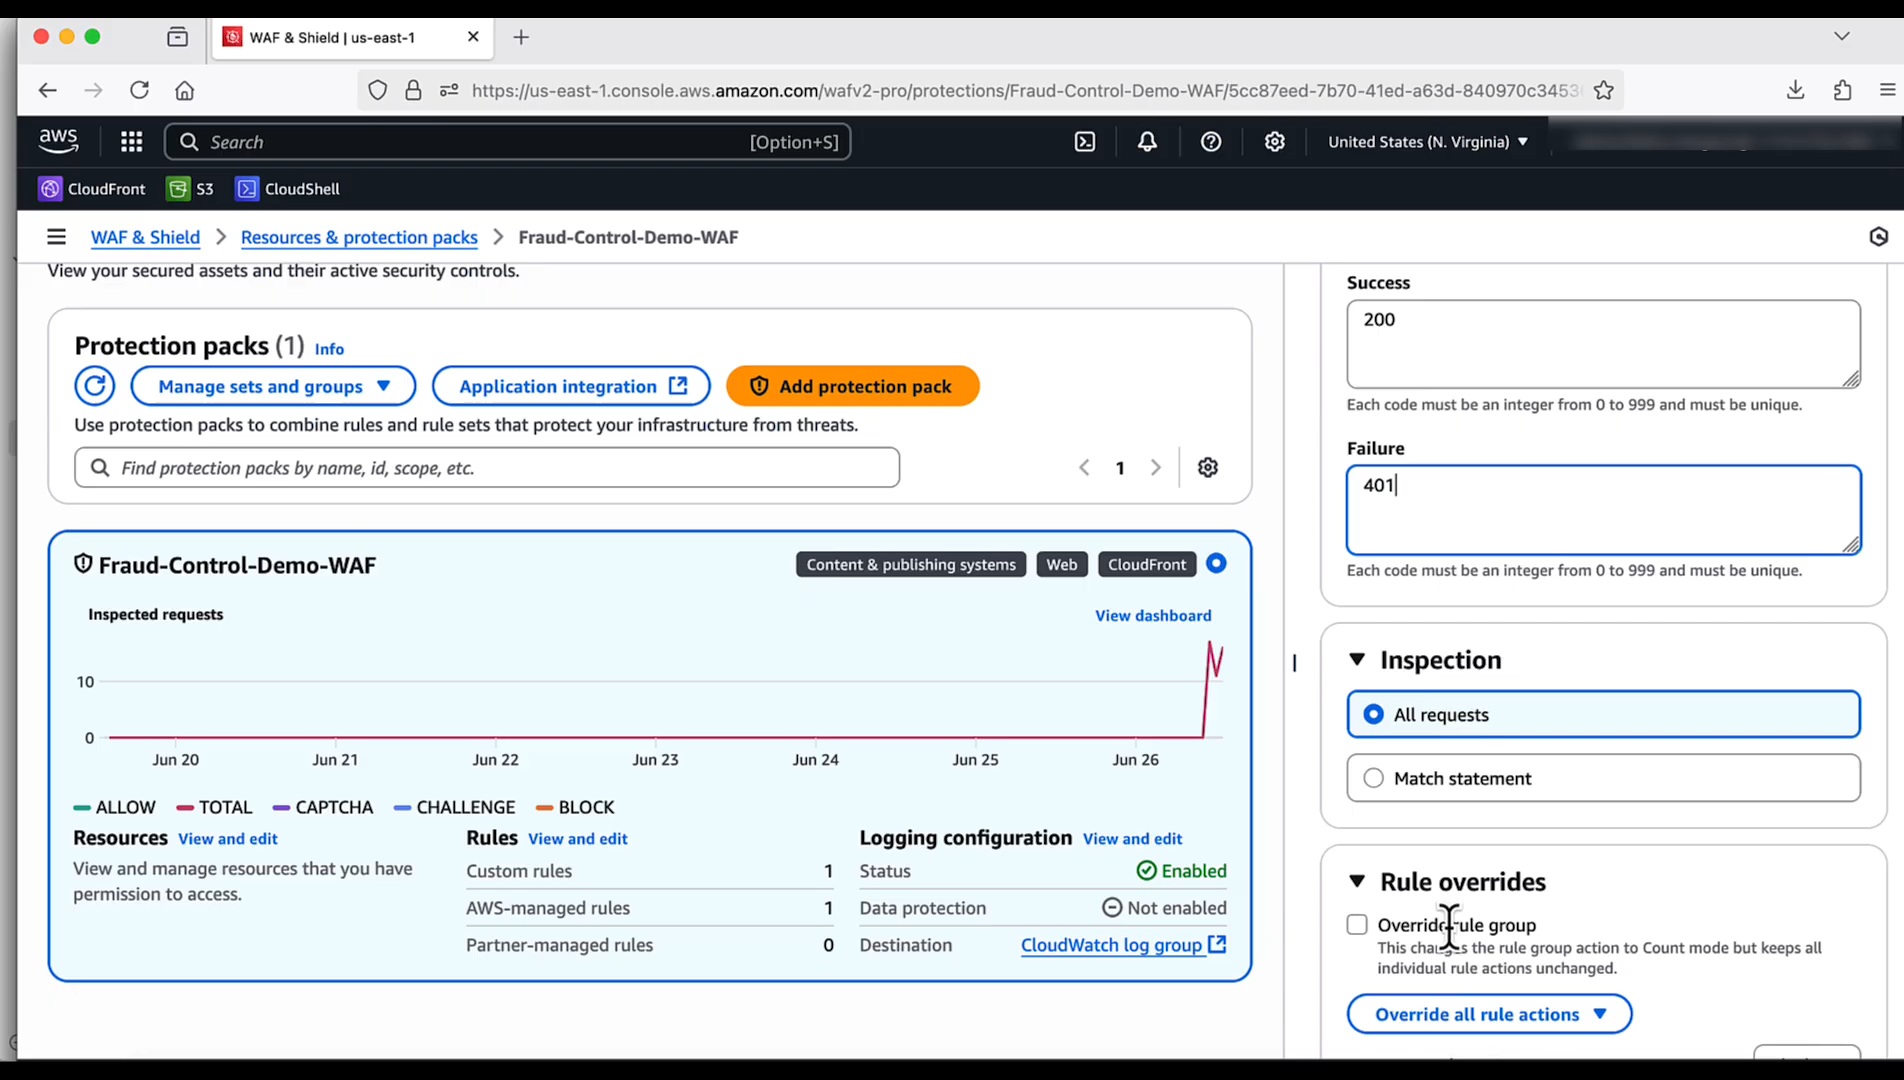 WAF & Shield | us-east-1
https://us-east-1.console.aws.amazon.com/wafv2-pro/protections/Fraud-Control-Demo-WAF/5cc87eed-7b70-41ed-a63d-840970c3453
aws
Search
[Option+S]
United States (N. Virginia)
CloudFront
S3
CloudShell
WAF & Shield
Resources & protection packs
Fraud-Control-Demo-WAF
View your secured assets and their active security controls.
Protection packs (1) Info
Manage sets and groups
Application integration
Add protection pack
Use protection packs to combine rules and rule sets that protect your infrastructure from threats.
Find protection packs by name, id, scope, etc.
1
Fraud-Control-Demo-WAF
Content & publishing systems
Web
CloudFront
Inspected requests
View dashboard
10
0
Jun 20
Jun 21
Jun 22
Jun 23
Jun 24
Jun 25
Jun 26
ALLOW
TOTAL
CAPTCHA
CHALLENGE
BLOCK
Resources View and edit
View and manage resources that you have
permission to access.
Rules View and edit
Custom rules 1
AWS-managed rules 1
Partner-managed rules 0
Logging configuration View and edit
Status Enabled
Data protection Not enabled
Destination CloudWatch log group
Success
200
Each code must be an integer from 0 to 999 and must be unique.
Failure
401
Each code must be an integer from 0 to 999 and must be unique.
Inspection
All requests
Match statement
Rule overrides
Override rule group
This changes the rule group action to Count mode but keeps all
individual rule actions unchanged.
Override all rule actions